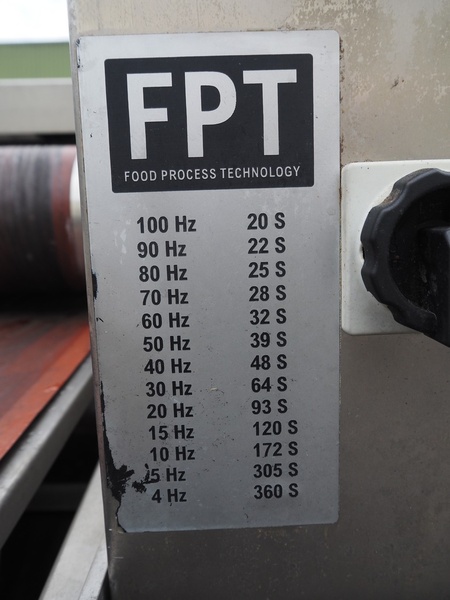 FPT
FOOD PROCESS TECHNOLOGY
100 Hz 20 S
90 Hz 22 S
80 Hz 25 S
70 Hz 28 S
60 Hz 32 S
50 Hz 39 S
40 Hz 48 S
30 Hz 64 S
20 Hz 93 S
15 Hz 120 S
10 Hz 172 S
5 Hz 305 S
4 Hz 360 S